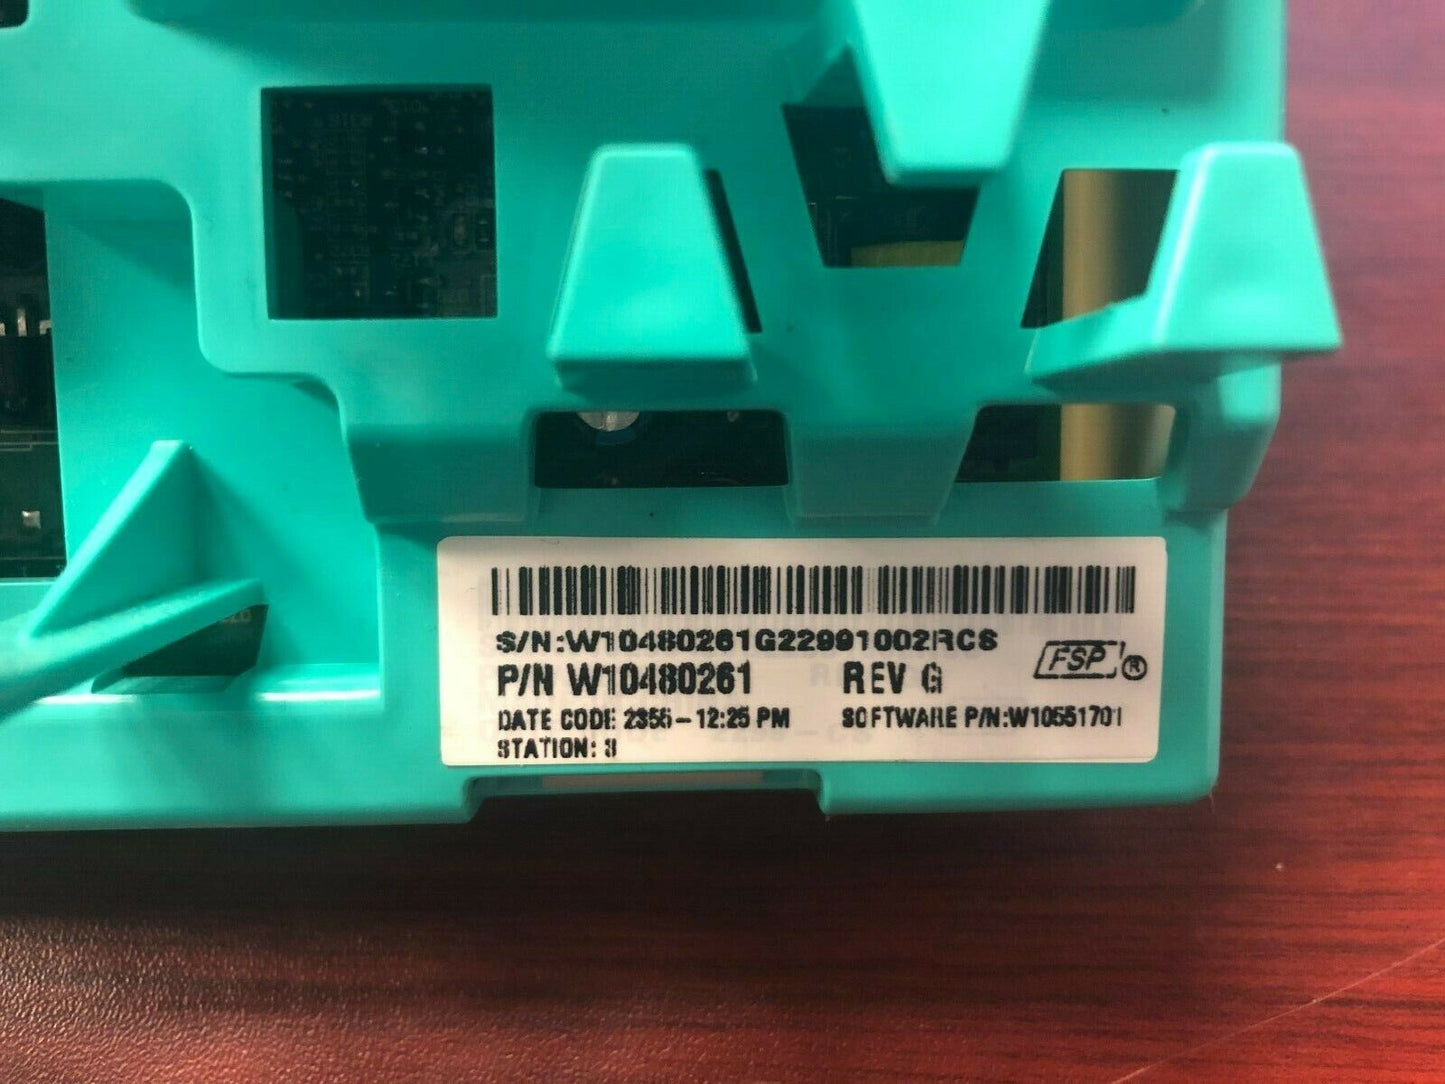 S/N:W10480261G22991002RCS
P/N W10480261 REV G
FSP ®
DATE CODE: 2355-12:25 PM SOFTWARE P/N:W10551701
STATION: 3